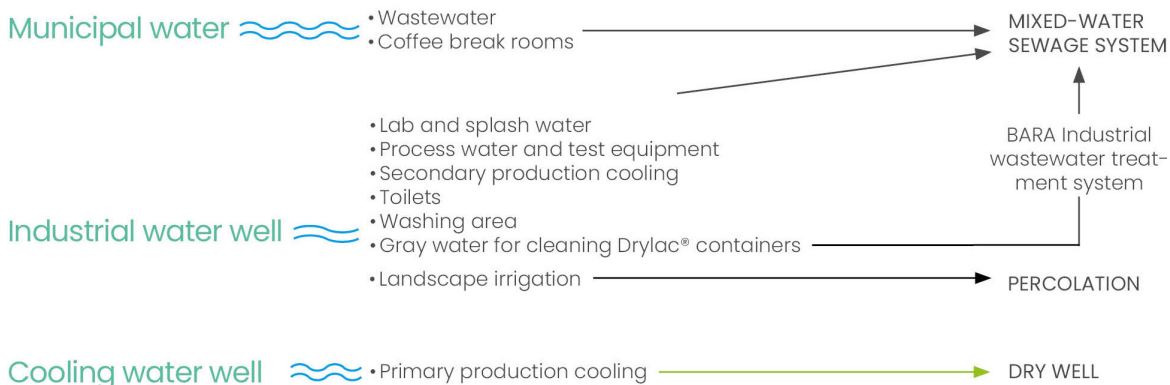 Municipal water
• Wastewater
• Coffee break rooms
MIXED-WATER
SEWAGE SYSTEM
• Lab and splash water
• Process water and test equipment
• Secondary production cooling
• Toilets
• Washing area
• Gray water for cleaning Drylac® containers
BARA Industrial
wastewater treat-
ment system
Industrial water well
• Landscape irrigation
PERCOLATION
Cooling water well
• Primary production cooling
DRY WELL